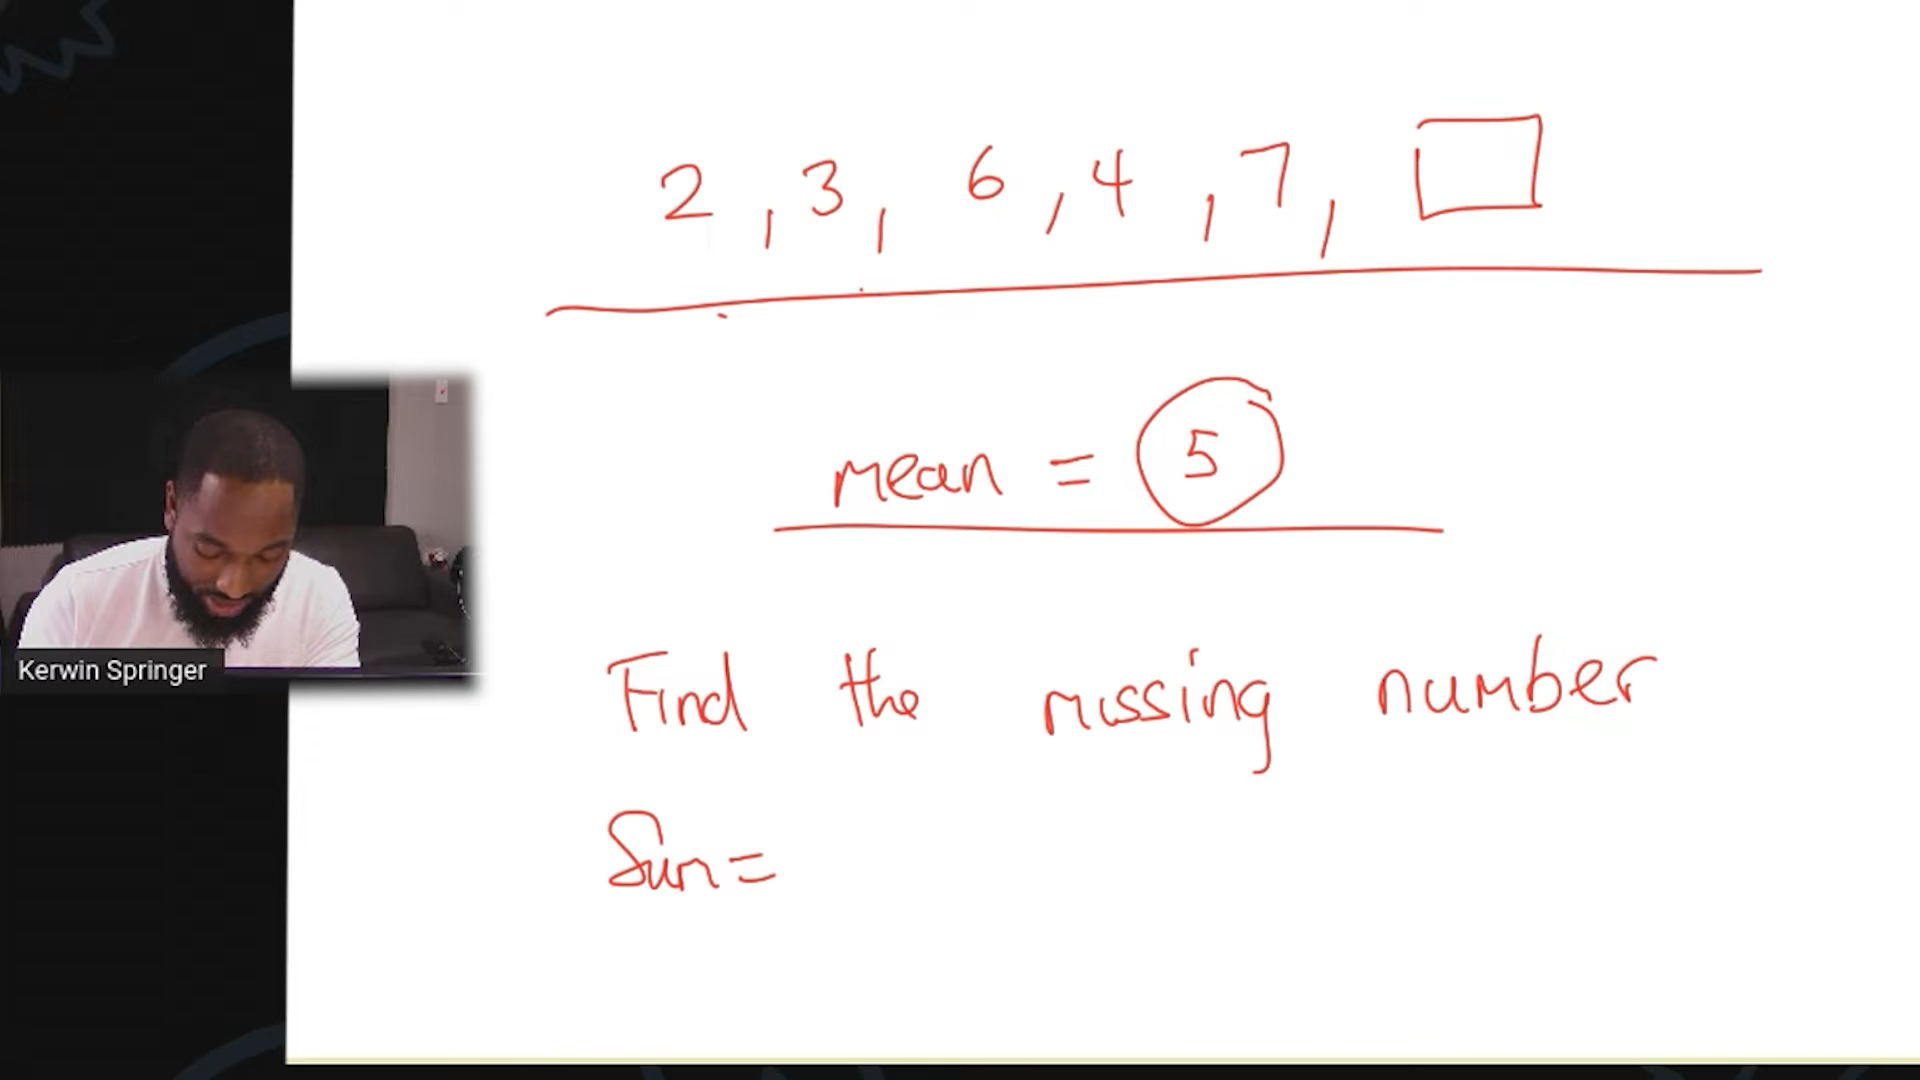 2, 3, 6, 4, 7,
mean = 5
Kerwin Springer
Find the missing number
Sum =